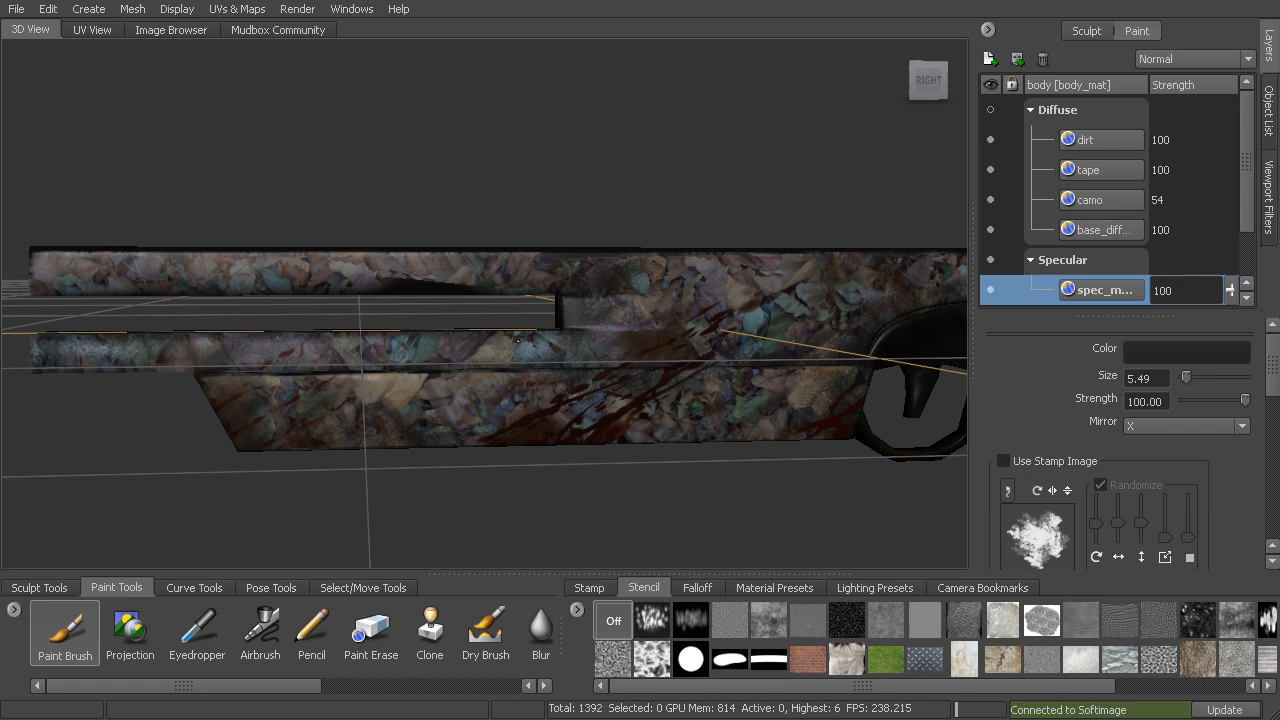 File Edit Create Mesh Display UVs & Maps Render Windows Help
3D View UV View Image Browser Mudbox Community
Sculpt Paint
Layers
Object List
Viewport Filters
RIGHT
Normal
body [body_mat] Strength
Diffuse
dirt 100
tape 100
camo 54
base_diff... 100
Specular
spec_m... 100
Color
Size 5.49
Strength 100.00
Mirror X
Use Stamp Image
Randomize
Sculpt Tools Paint Tools Curve Tools Pose Tools Select/Move Tools
Stamp Stencil Falloff Material Presets Lighting Presets Camera Bookmarks
Off
Paint Brush Projection Eyedropper Airbrush Pencil Paint Erase Clone Dry Brush Blur
Total: 1392 Selected: 0 GPU Mem: 814 Active: 0, Highest: 6 FPS: 238.215
Connected to Softimage
Update